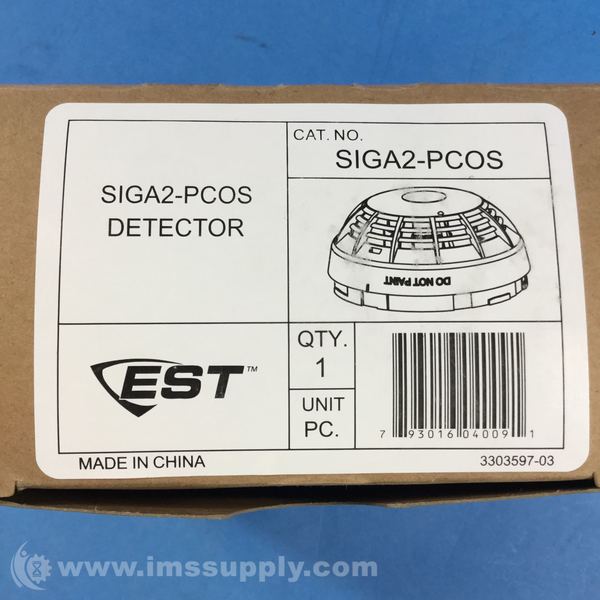 SIGA2-PCOS
DETECTOR
CAT. NO.
SIGA2-PCOS
DO NOT PAINT
EST™
QTY.
1
UNIT
PC.
7 93016 04009 1
MADE IN CHINA
3303597-03
www.imssupply.com